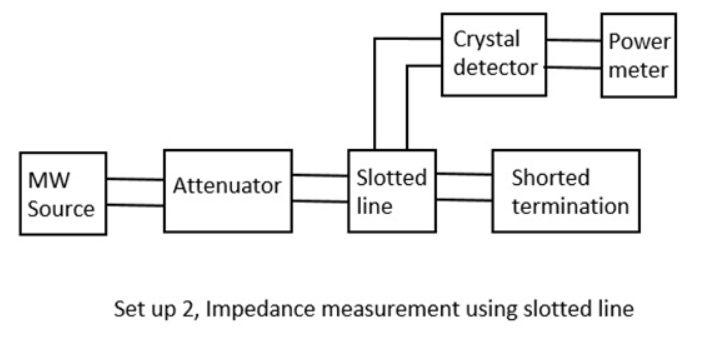 Crystal
detector
Power
meter
MW
Source
Attenuator
Slotted
line
Shorted
termination
Set up 2, Impedance measurement using slotted line